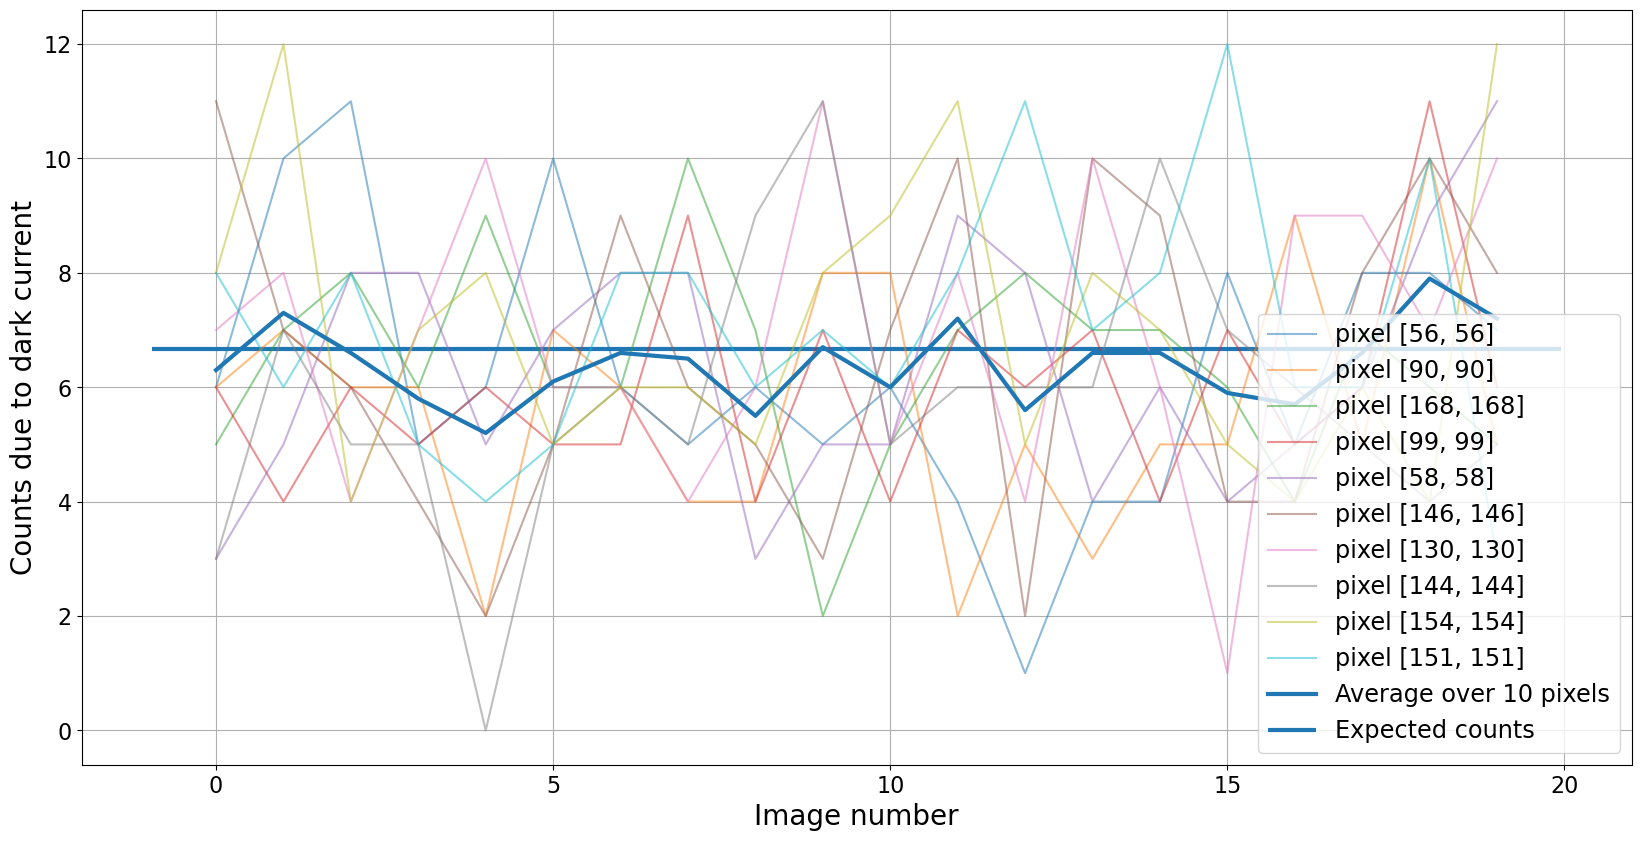 Counts due to dark current
12
10
8
6
4
2
0
pixel [56, 56]
pixel [90, 90]
pixel [168, 168]
pixel [99, 99]
pixel [58, 58]
pixel [146, 146]
pixel [130, 130]
pixel [144, 144]
pixel [154, 154]
pixel [151, 151]
Average over 10 pixels
Expected counts
0 5 10 15 20
Image number